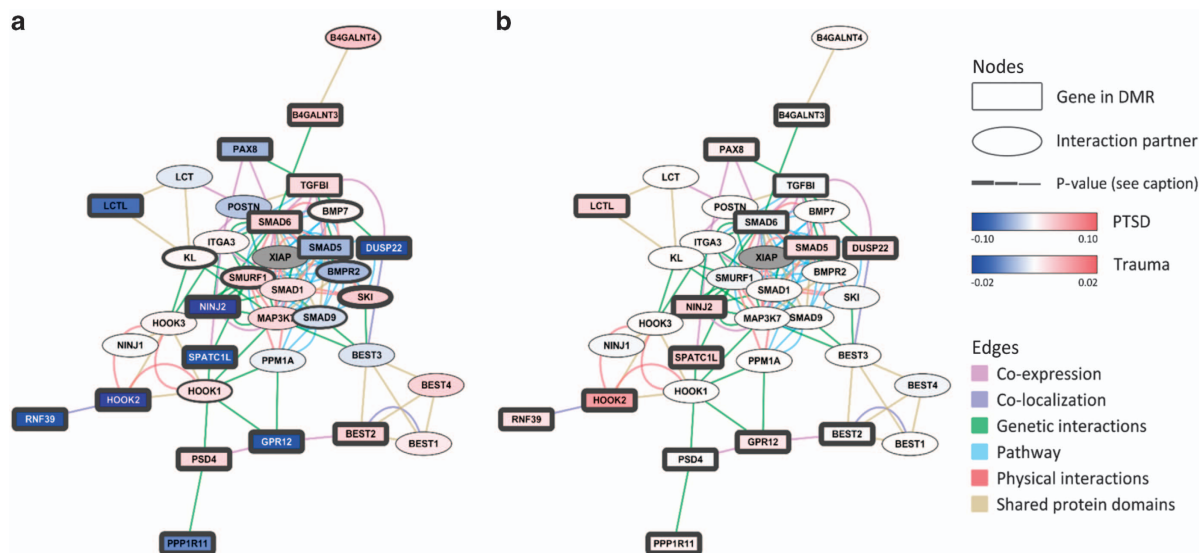 a
B4GALNT4
B4GALNT3
PAX8
LCT
TGFBI
LCTL
POSTN
BMP7
SMAD6
ITGA3
SMAD5
DUSP22
KL
XIAP
BMPR2
SMURF1
SMAD1
SKI
NINJ2
MAP3K7
SMAD9
HOOK3
NINJ1
SPATC1L
PPM1A
BEST3
HOOK2
HOOK1
BEST4
RNF39
GPR12
BEST2
BEST1
PSD4
PPP1R11
b
B4GALNT4
B4GALNT3
PAX8
LCT
TGFBI
LCTL
POSTN
BMP7
SMAD6
ITGA3
SMAD5
DUSP22
KL
XIAP
BMPR2
SMURF1
SMAD1
SKI
NINJ2
MAP3K7
SMAD9
HOOK3
NINJ1
SPATC1L
PPM1A
BEST3
HOOK2
HOOK1
BEST4
RNF39
GPR12
BEST2
BEST1
PSD4
PPP1R11
Nodes
Gene in DMR
Interaction partner
P-value (see caption)
PTSD
-0.10 0.10
Trauma
-0.02 0.02
Edges
Co-expression
Co-localization
Genetic interactions
Pathway
Physical interactions
Shared protein domains